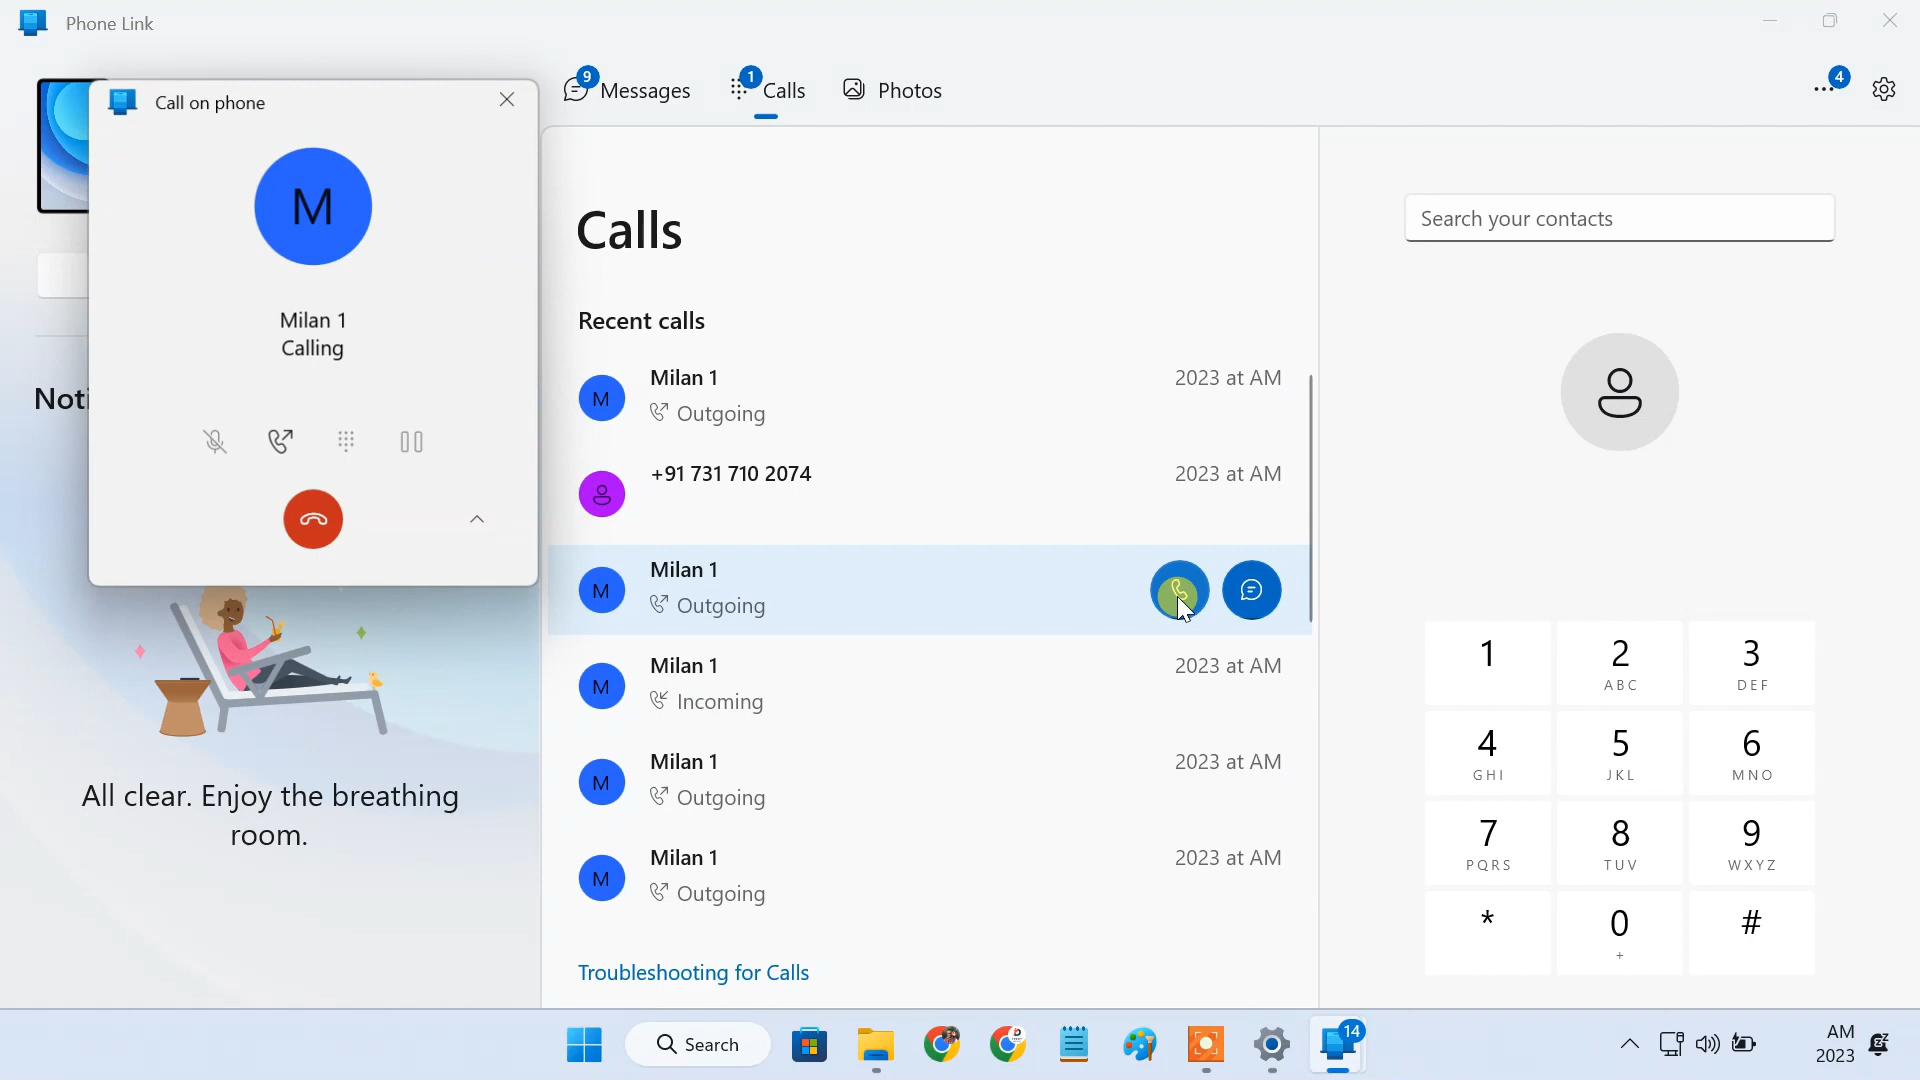 Phone Link
Call on phone
M
Milan 1
Calling
Noti
All clear. Enjoy the breathing
room.
9
Messages
1
Calls
Photos
4
Calls
Recent calls
M
Milan 1
2023 at AM
Outgoing
+91 731 710 2074
2023 at AM
M
Milan 1
Outgoing
M
Milan 1
2023 at AM
Incoming
M
Milan 1
2023 at AM
Outgoing
M
Milan 1
2023 at AM
Outgoing
Troubleshooting for Calls
Search your contacts
1
2
ABC
3
DEF
4
GHI
5
JKL
6
MNO
7
PQRS
8
TUV
9
WXYZ
*
0
+
#
Search
14
AM
2023